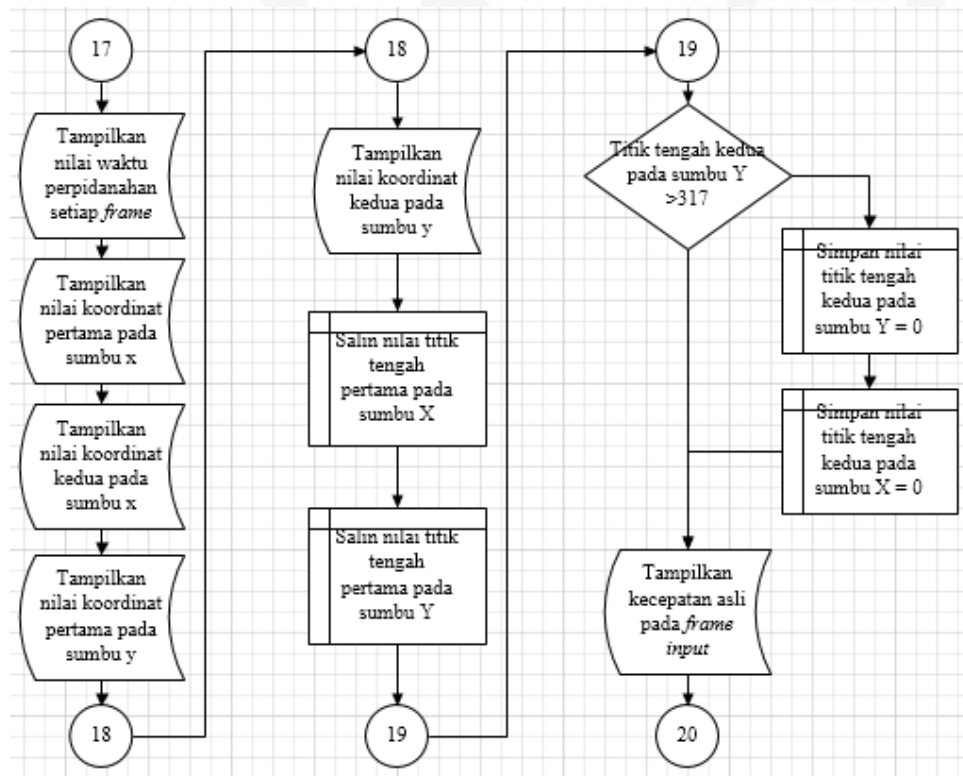 17
Tampilkan
nilai waktu
perpidanahan
setiap frame
Tampilkan
nilai koordinat
pertama pada
sumbu x
Tampilkan
nilai koordinat
kedua pada
sumbu x
Tampilkan
nilai koordinat
pertama pada
sumbu y
18
18
Tampilkan
nilai koordinat
kedua pada
sumbu y
Salin nilai titik
tengah
pertama pada
sumbu X
Salin nilai titik
tengah
pertama pada
sumbu Y
19
19
Titik tengah kedua
pada sumbu Y
>317
Simpan nilai
titik tengah
kedua pada
sumbu Y = 0
Simpan nilai
titik tengah
kedua pada
sumbu X = 0
Tampilkan
kecepatan asli
pada frame
input
20